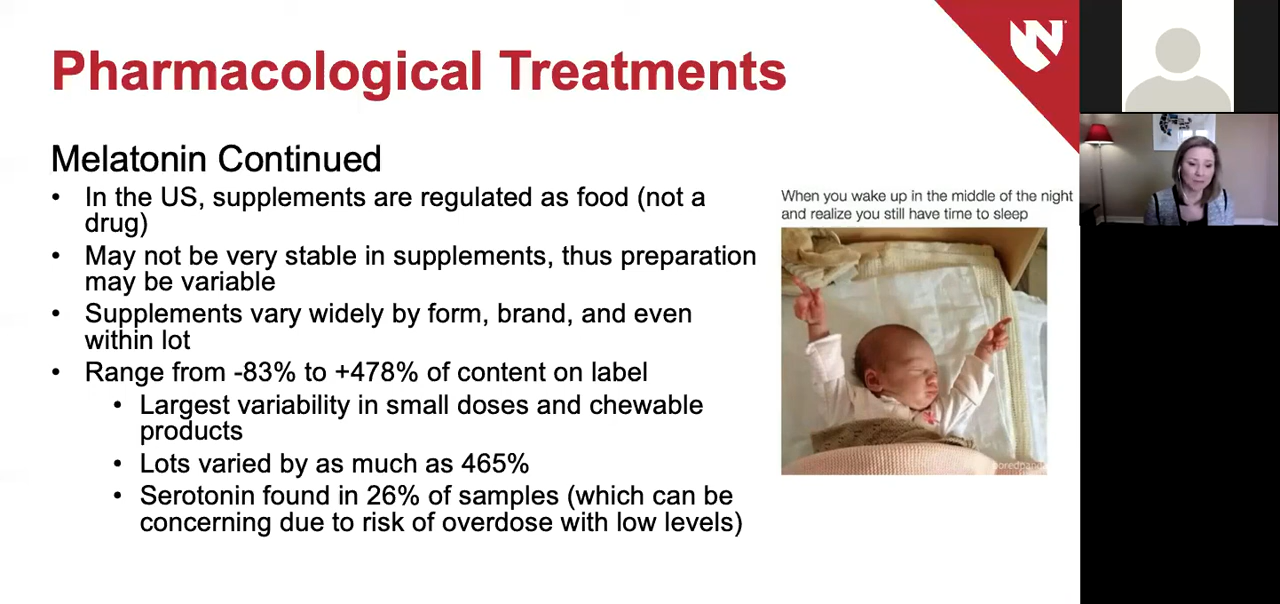 Pharmacological Treatments
Melatonin Continued
• In the US, supplements are regulated as food (not a
drug)
• May not be very stable in supplements, thus preparation
may be variable
• Supplements vary widely by form, brand, and even
within lot
• Range from -83% to +478% of content on label
• Largest variability in small doses and chewable
products
• Lots varied by as much as 465%
• Serotonin found in 26% of samples (which can be
concerning due to risk of overdose with low levels)
N
When you wake up in the middle of the night
and realize you still have time to sleep